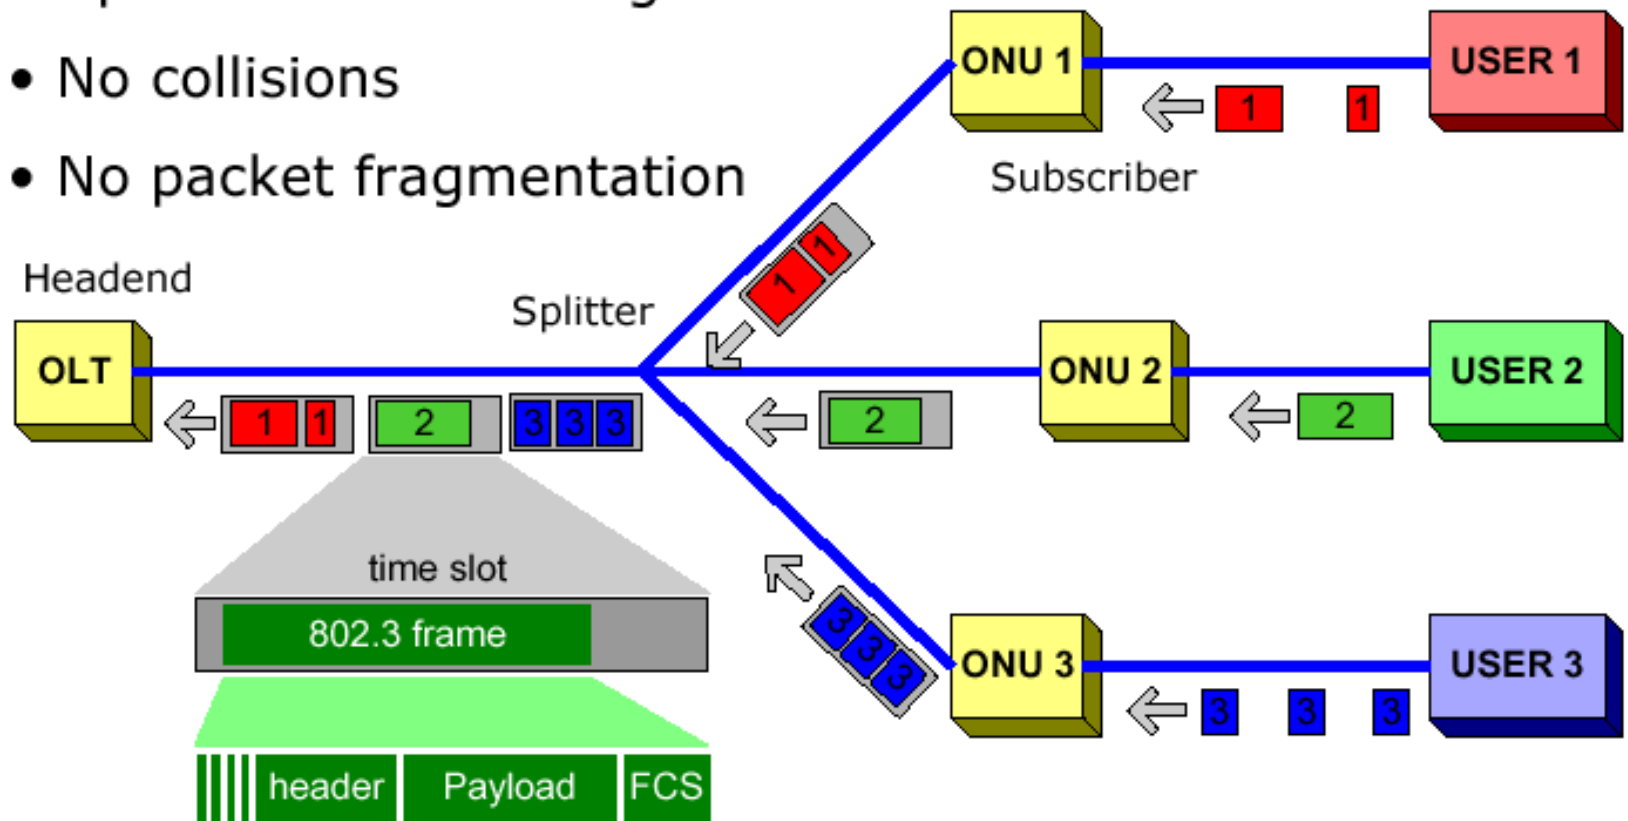 • No collisions
• No packet fragmentation
ONU 1
USER 1
1 1
Subscriber
1 1
Headend
Splitter
OLT
ONU 2
USER 2
1 1 2 3 3 3
2
2
time slot
802.3 frame
header Payload FCS
3 3 3
ONU 3
USER 3
3 3 3